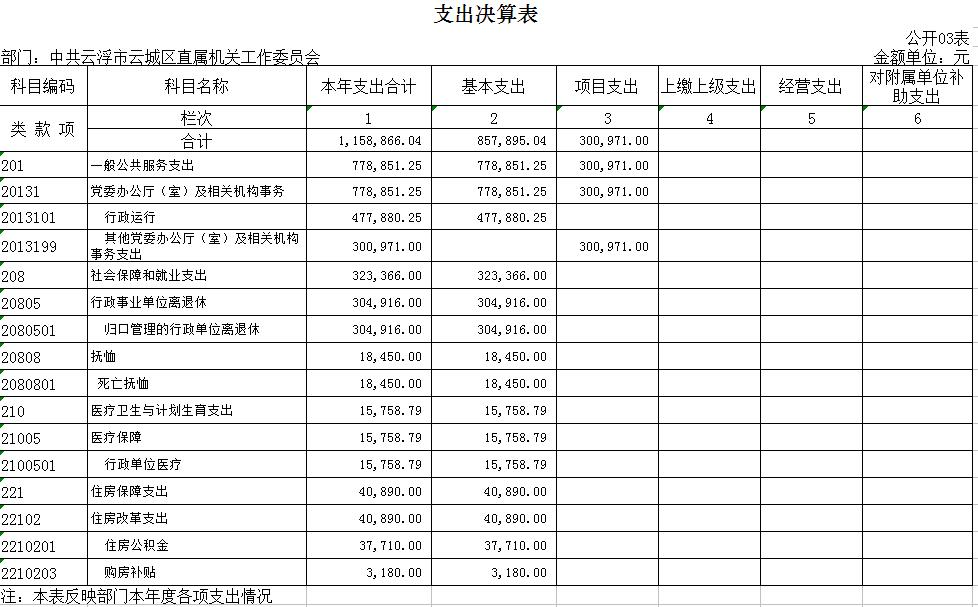 支出决算表
公开03表
部门：中共云浮市云城区直属机关工作委员会 金额单位：元
科目编码 科目名称 本年支出合计 基本支出 项目支出 上缴上级支出 经营支出 对附属单位补助支出
类 款 项 栏次 1 2 3 4 5 6
合计 1,158,866.04 857,895.04 300,971.00
201 一般公共服务支出 778,851.25 778,851.25 300,971.00
20131 党委办公厅（室）及相关机构事务 778,851.25 778,851.25 300,971.00
2013101 行政运行 477,880.25 477,880.25
2013199 其他党委办公厅（室）及相关机构事务支出 300,971.00 300,971.00
208 社会保障和就业支出 323,366.00 323,366.00
20805 行政事业单位离退休 304,916.00 304,916.00
2080501 归口管理的行政单位离退休 304,916.00 304,916.00
20808 抚恤 18,450.00 18,450.00
2080801 死亡抚恤 18,450.00 18,450.00
210 医疗卫生与计划生育支出 15,758.79 15,758.79
21005 医疗保障 15,758.79 15,758.79
2100501 行政单位医疗 15,758.79 15,758.79
221 住房保障支出 40,890.00 40,890.00
22102 住房改革支出 40,890.00 40,890.00
2210201 住房公积金 37,710.00 37,710.00
2210203 购房补贴 3,180.00 3,180.00
注：本表反映部门本年度各项支出情况